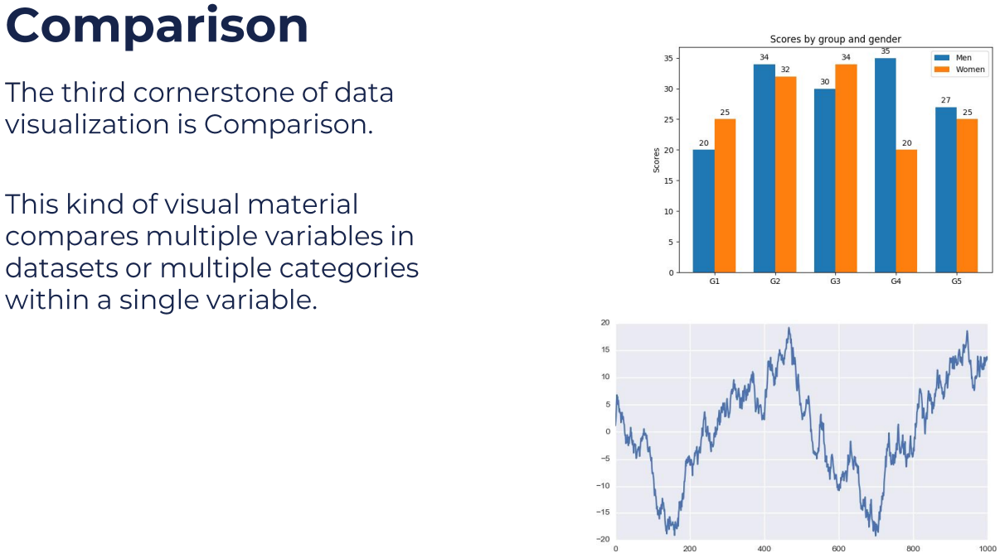 Comparison
The third cornerstone of data
visualization is Comparison.
This kind of visual material
compares multiple variables in
datasets or multiple categories
within a single variable.
Scores by group and gender
Men
Women
Scores
35
30
25
20
15
10
5
0
20
25
34
32
30
34
35
20
27
25
G1
G2
G3
G4
G5
20
15
10
5
0
−5
−10
−15
−20
0
200
400
600
800
1000